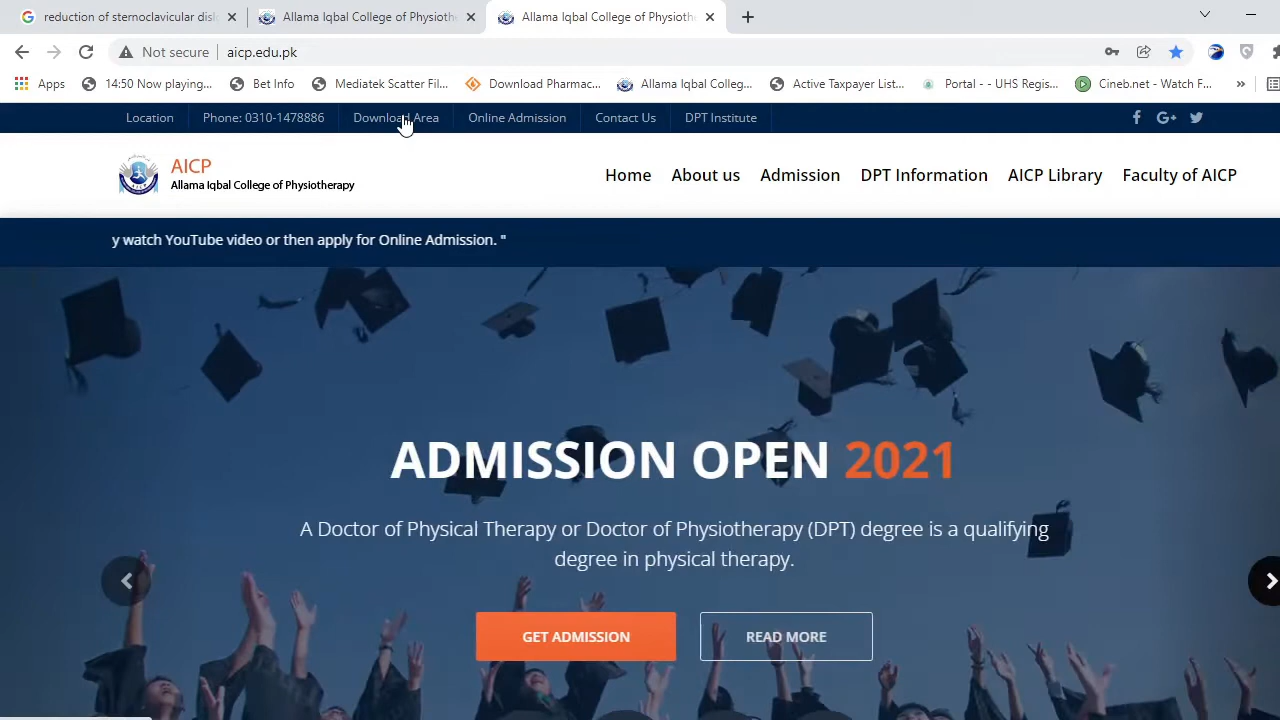 reduction of sternoclavicular disl
Allama Iqbal College of Physioth
Allama Iqbal College of Physioth
Not secure
aicp.edu.pk
Apps
14:50 Now playing...
Bet Info
Mediatek Scatter Fil...
Download Pharmac...
Allama Iqbal Colleg...
Active Taxpayer List...
Portal - - UHS Regis...
Cineb.net - Watch F...
»
Location
Phone: 0310-1478886
Download Area
Online Admission
Contact Us
DPT Institute
AICP
Allama Iqbal College of Physiotherapy
Home
About us
Admission
DPT Information
AICP Library
Faculty of AICP
y watch YouTube video or then apply for Online Admission. "
ADMISSION OPEN 2021
A Doctor of Physical Therapy or Doctor of Physiotherapy (DPT) degree is a qualifying
degree in physical therapy.
GET ADMISSION
READ MORE